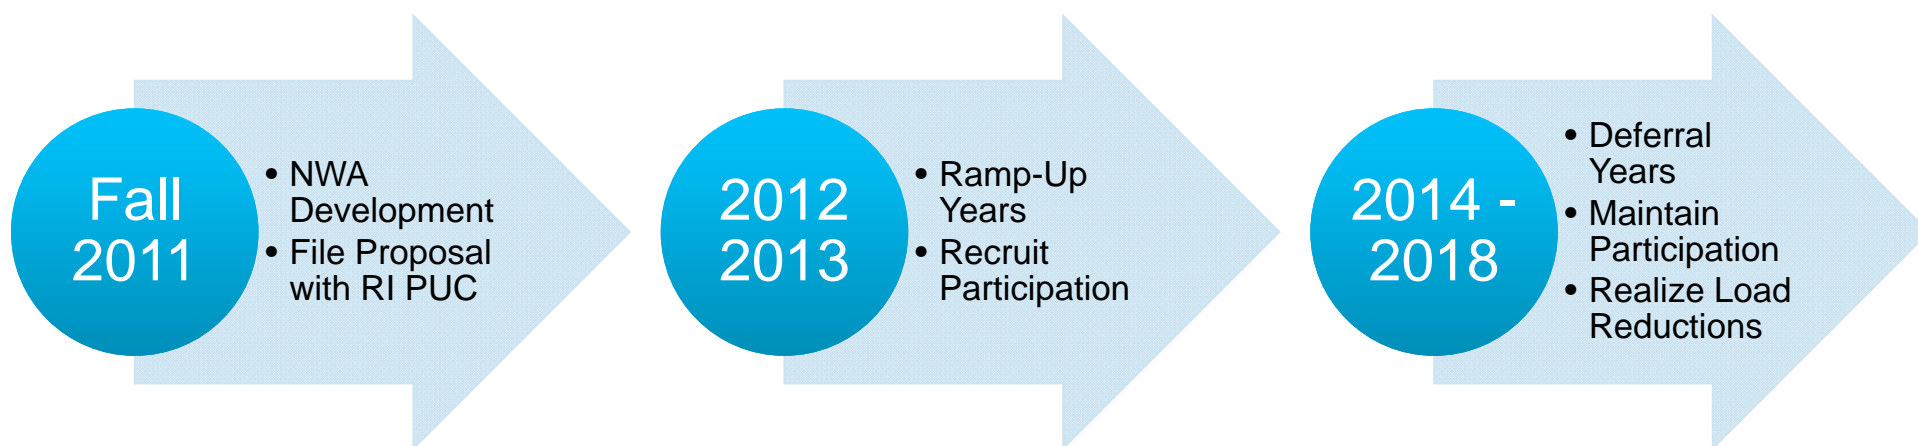 Fall
2011
• NWA
Development
• File Proposal
with RI PUC
2012
2013
• Ramp-Up
Years
• Recruit
Participation
2014 -
2018
• Deferral
Years
• Maintain
Participation
• Realize Load
Reductions